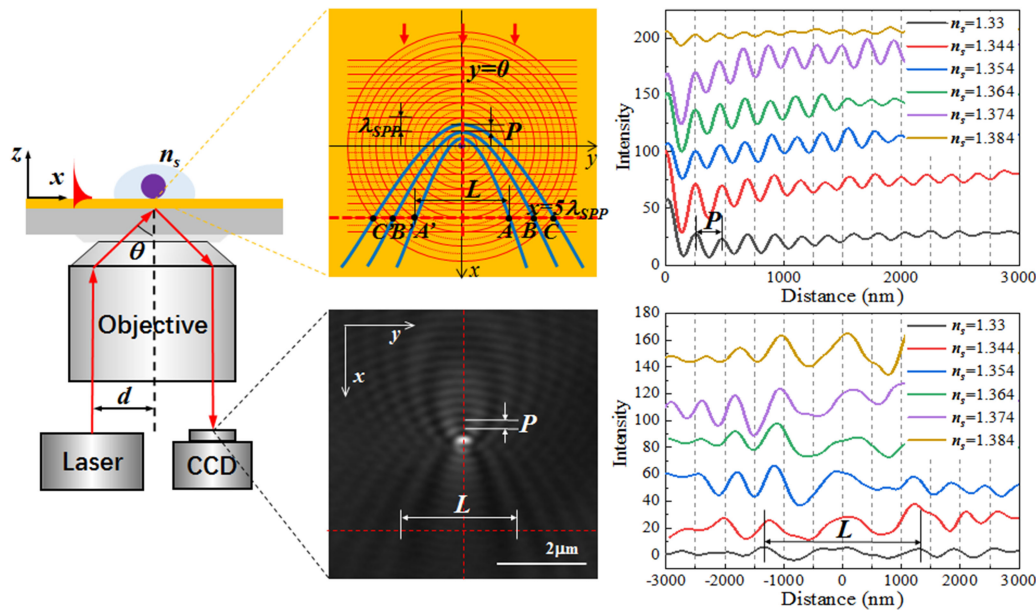 z
x
n_s
θ
Objective
d
Laser
CCD
y=0
λ_SPP
P
y
L
x=5λ_SPP
C' B' A' A B C
x
y
x
P
L
2μm
Intensity
200
150
100
50
0
P
n_s=1.33
n_s=1.344
n_s=1.354
n_s=1.364
n_s=1.374
n_s=1.384
0 500 1000 1500 2000 2500 3000
Distance (nm)
Intensity
180
160
140
120
100
80
60
40
20
0
L
n_s=1.33
n_s=1.344
n_s=1.354
n_s=1.364
n_s=1.374
n_s=1.384
-3000 -2000 -1000 0 1000 2000 3000
Distance (nm)